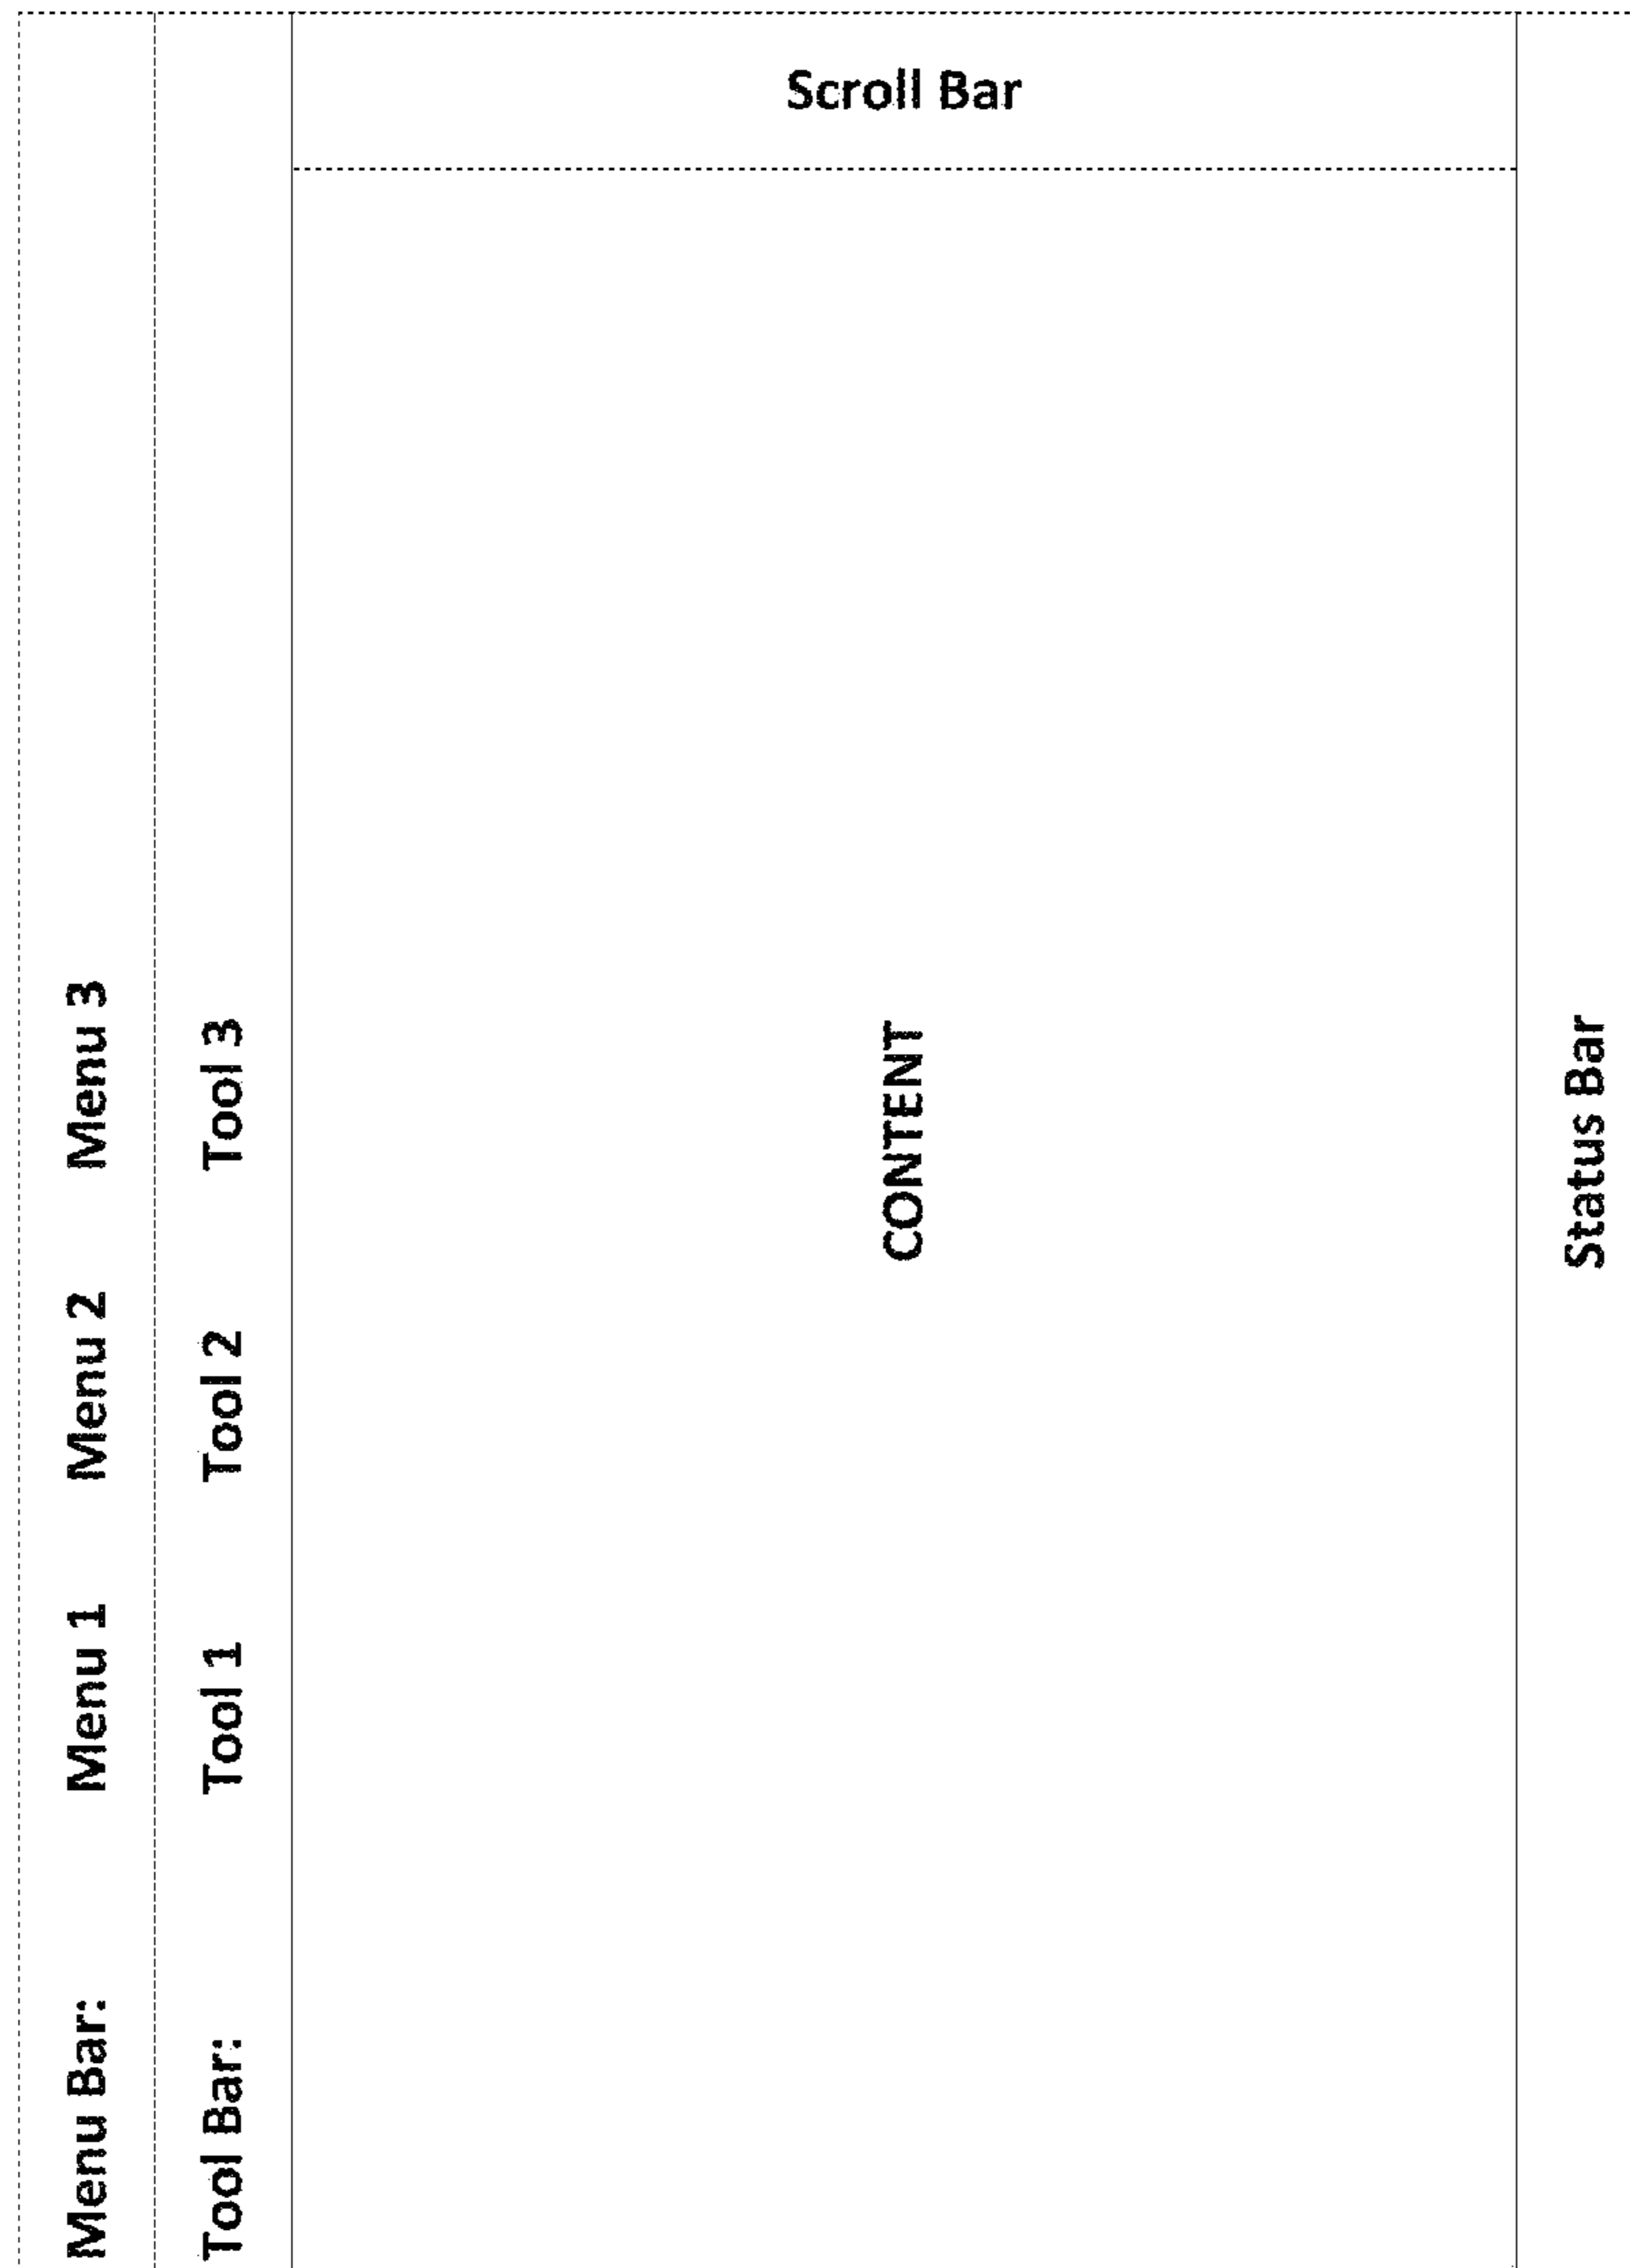 Menu Bar: Menu 1 Menu 2 Menu 3
Tool Bar: Tool 1 Tool 2 Tool 3
Scroll Bar
CONTENT
Status Bar